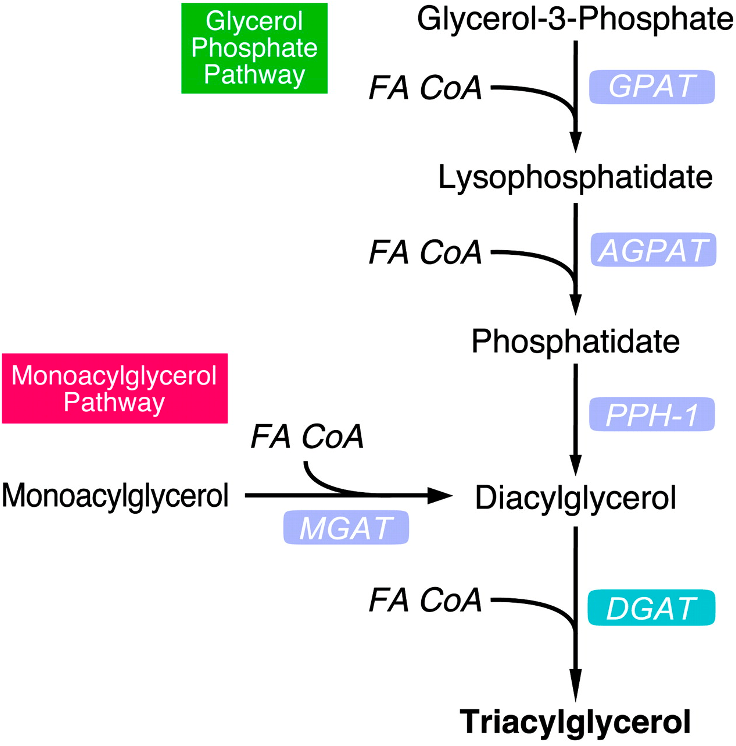 Glycerol
Phosphate
Pathway
Glycerol-3-Phosphate
FA CoA
GPAT
Lysophosphatidate
FA CoA
AGPAT
Phosphatidate
Monoacylglycerol
Pathway
PPH-1
FA CoA
Monoacylglycerol
Diacylglycerol
MGAT
FA CoA
DGAT
Triacylglycerol